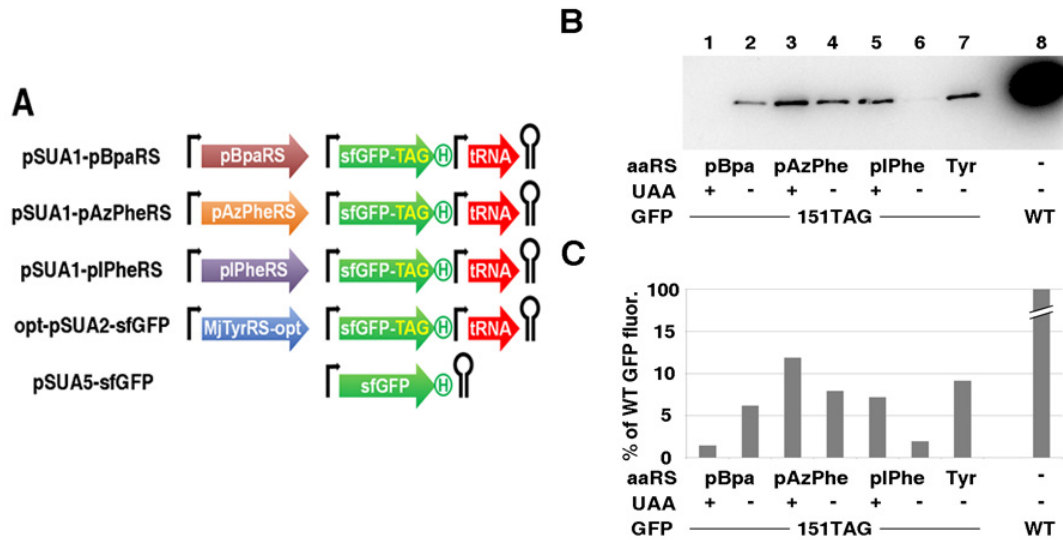 A
pSUA1-pBpaRS
pBpaRS
sfGFP-TAG
H
tRNA
pSUA1-pAzPheRS
pAzPheRS
sfGFP-TAG
H
tRNA
pSUA1-pIPheRS
pIPheRS
sfGFP-TAG
H
tRNA
opt-pSUA2-sfGFP
MjTyrRS-opt
sfGFP-TAG
H
tRNA
pSUA5-sfGFP
sfGFP
H
B
1 2 3 4 5 6 7 8
aaRS pBpa pAzPhe pIPhe Tyr -
UAA + - + - + - - -
GFP 151TAG WT
C
% of WT GFP fluor.
100
15
10
5
0
aaRS pBpa pAzPhe pIPhe Tyr -
UAA + - + - + - - -
GFP 151TAG WT